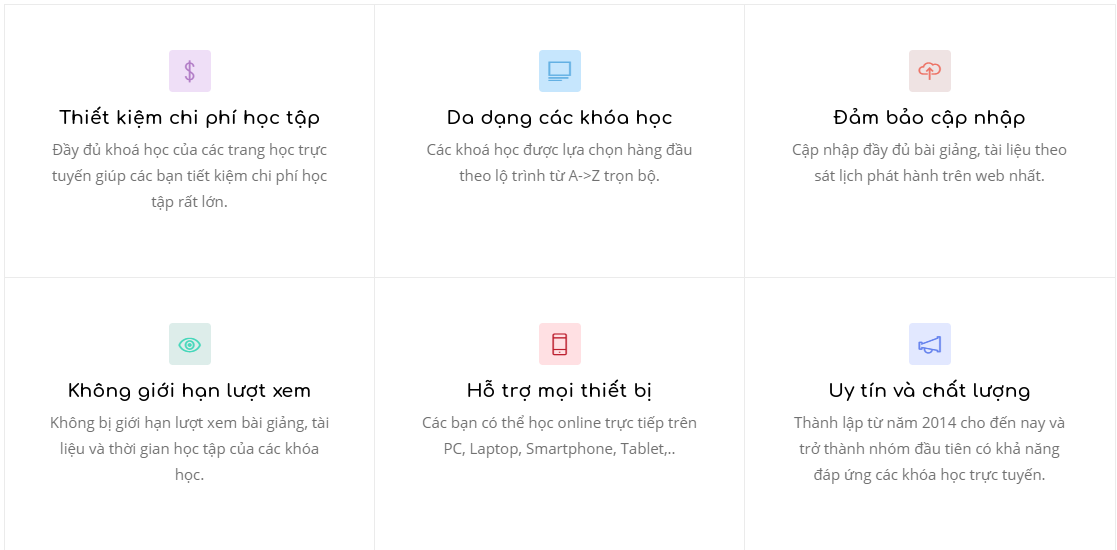 Thiết kiệm chi phí học tập
Đầy đủ khoá học của các trang học trực
tuyến giúp các bạn tiết kiệm chi phí học
tập rất lớn.
Da dạng các khóa học
Các khoá học được lựa chọn hàng đầu
theo lộ trình từ A->Z trọn bộ.
Đảm bảo cập nhập
Cập nhập đầy đủ bài giảng, tài liệu theo
sát lịch phát hành trên web nhất.
Không giới hạn lượt xem
Không bị giới hạn lượt xem bài giảng, tài
liệu và thời gian học tập của các khóa
học.
Hỗ trợ mọi thiết bị
Các bạn có thể học online trực tiếp trên
PC, Laptop, Smartphone, Tablet,..
Uy tín và chất lượng
Thành lập từ năm 2014 cho đến nay và
trở thành nhóm đầu tiên có khả năng
đáp ứng các khóa học trực tuyến.